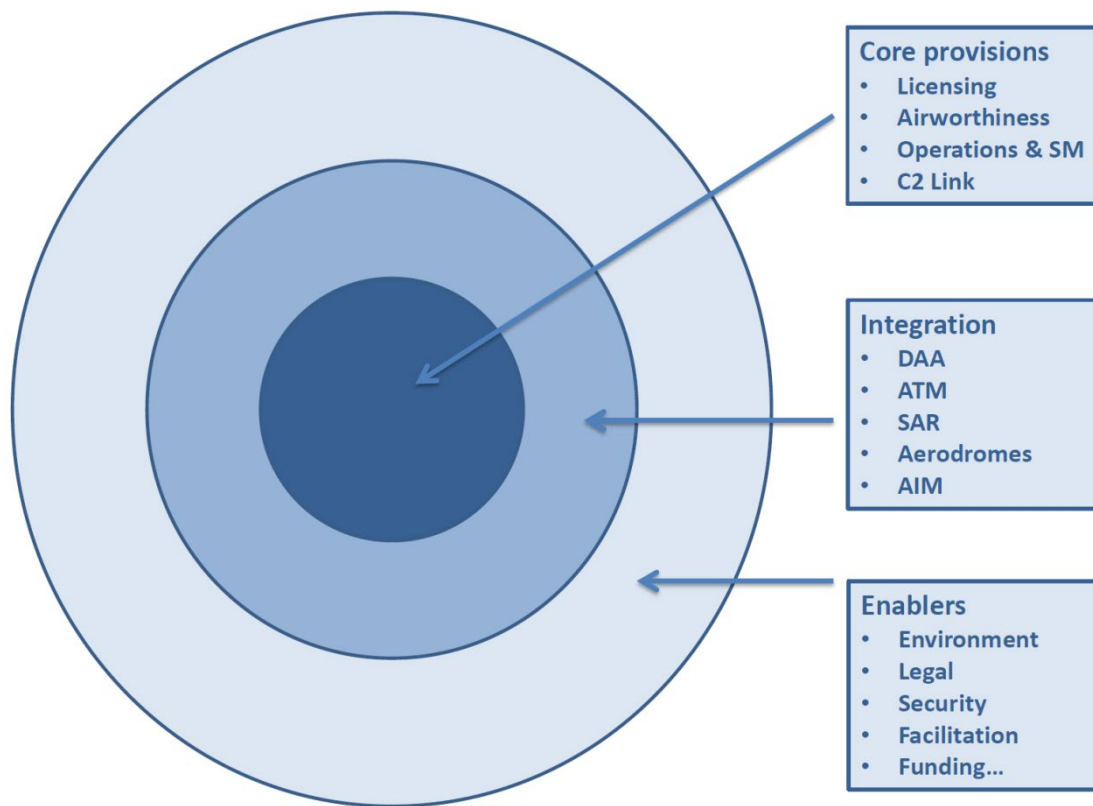 Core provisions
• Licensing
• Airworthiness
• Operations & SM
• C2 Link
Integration
• DAA
• ATM
• SAR
• Aerodromes
• AIM
Enablers
• Environment
• Legal
• Security
• Facilitation
• Funding…